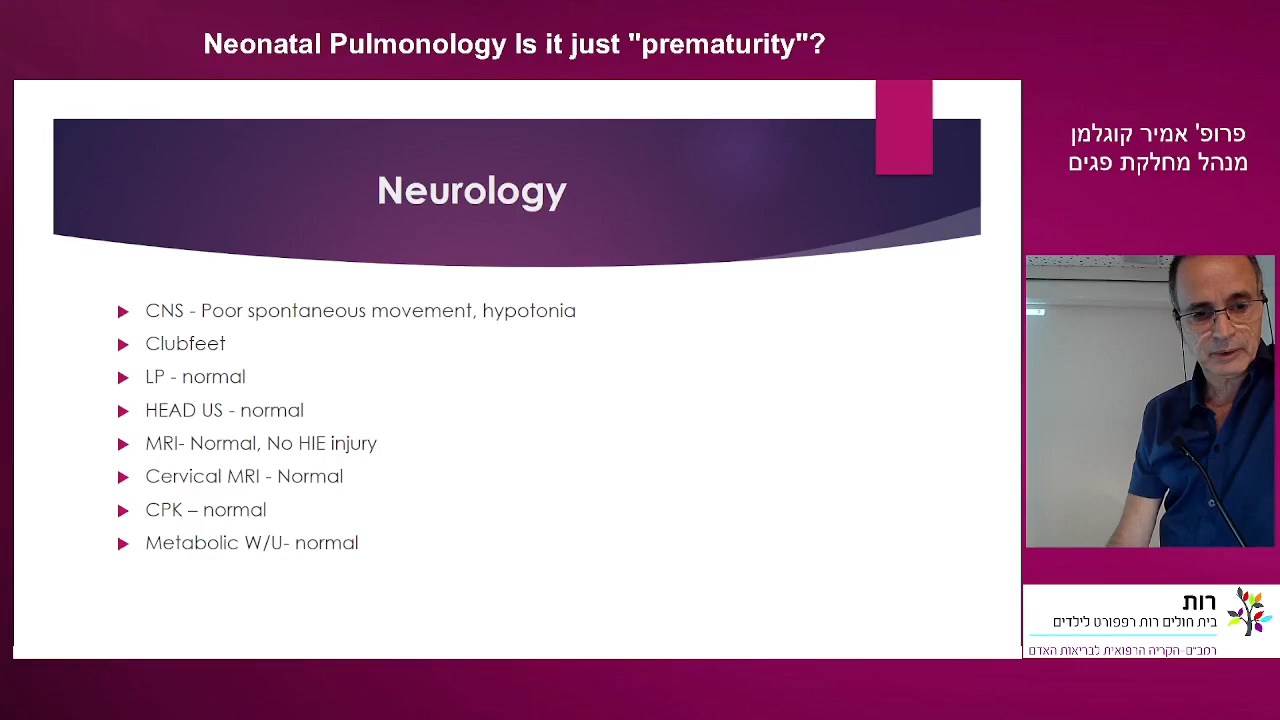 Neonatal Pulmonology Is it just "prematurity"?
Neurology
CNS - Poor spontaneous movement, hypotonia
Clubfeet
LP - normal
HEAD US - normal
MRI- Normal, No HIE injury
Cervical MRI - Normal
CPK – normal
Metabolic W/U- normal
פרופ' אמיר קוגלמן
מנהל מחלקת פגים
רות
בית חולים רות רפפורט לילדים
רמב"ם-הקריה הרפואית לבריאות האדם